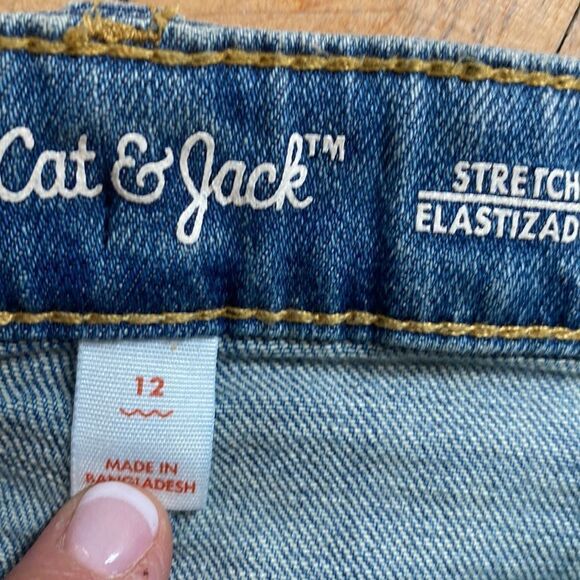 Cat & Jack™
STRETCH
ELASTIZAD
12
MADE IN
BANGLADESH